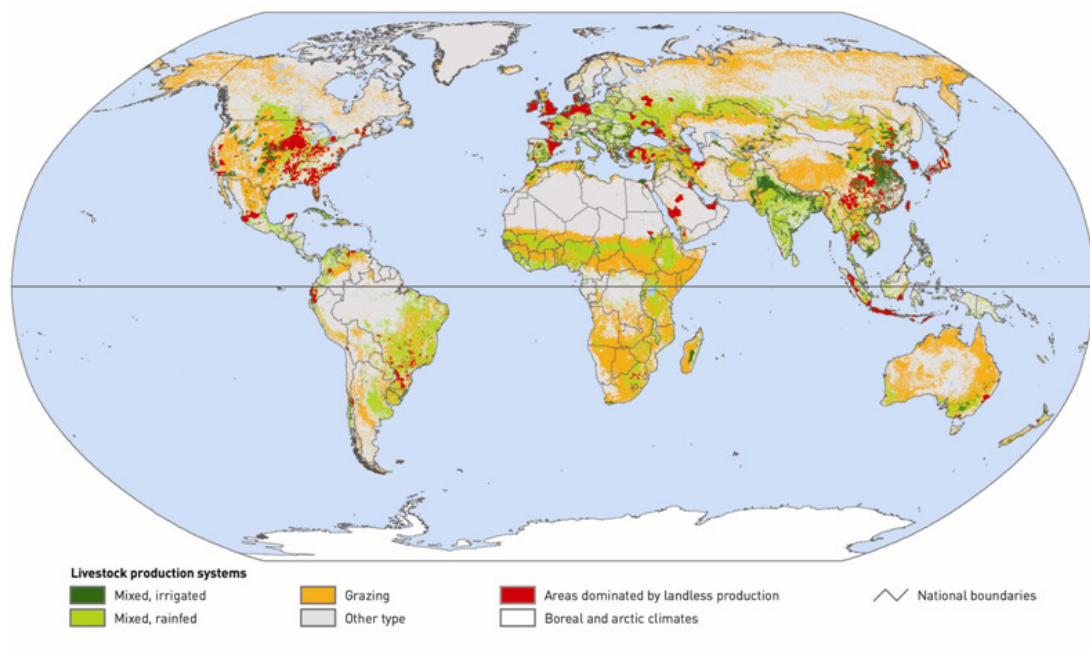 Livestock production systems
Mixed, irrigated
Grazing
Areas dominated by landless production
National boundaries
Mixed, rainfed
Other type
Boreal and arctic climates